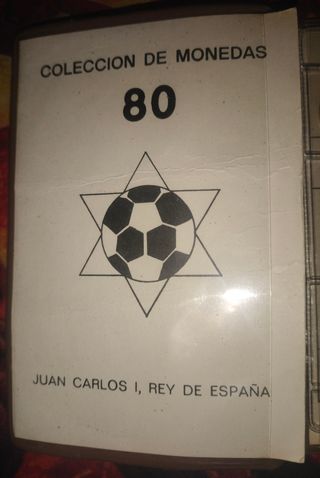 COLECCION DE MONEDAS
80
JUAN CARLOS I, REY DE ESPAÑA